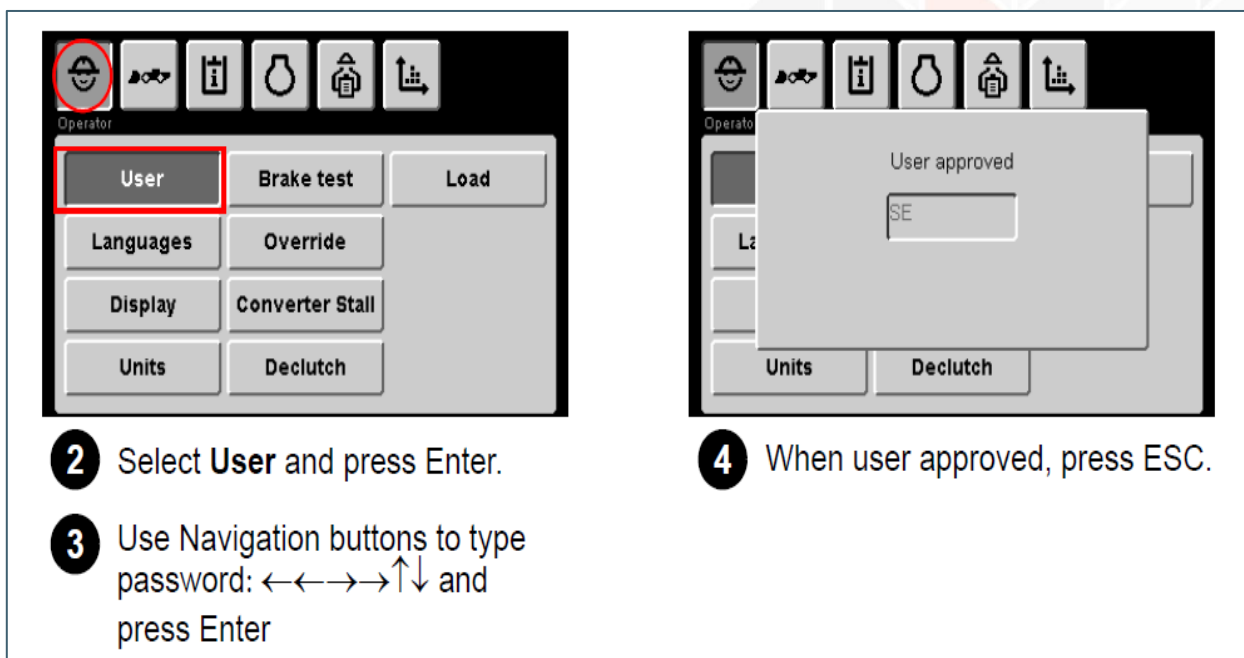 Operator
User Brake test Load
Languages Override
Display Converter Stall
Units Declutch
2 Select User and press Enter.
3 Use Navigation buttons to type
password: ←←→→↑↓ and
press Enter
Operato
User approved
SE
La
Units Declutch
4 When user approved, press ESC.